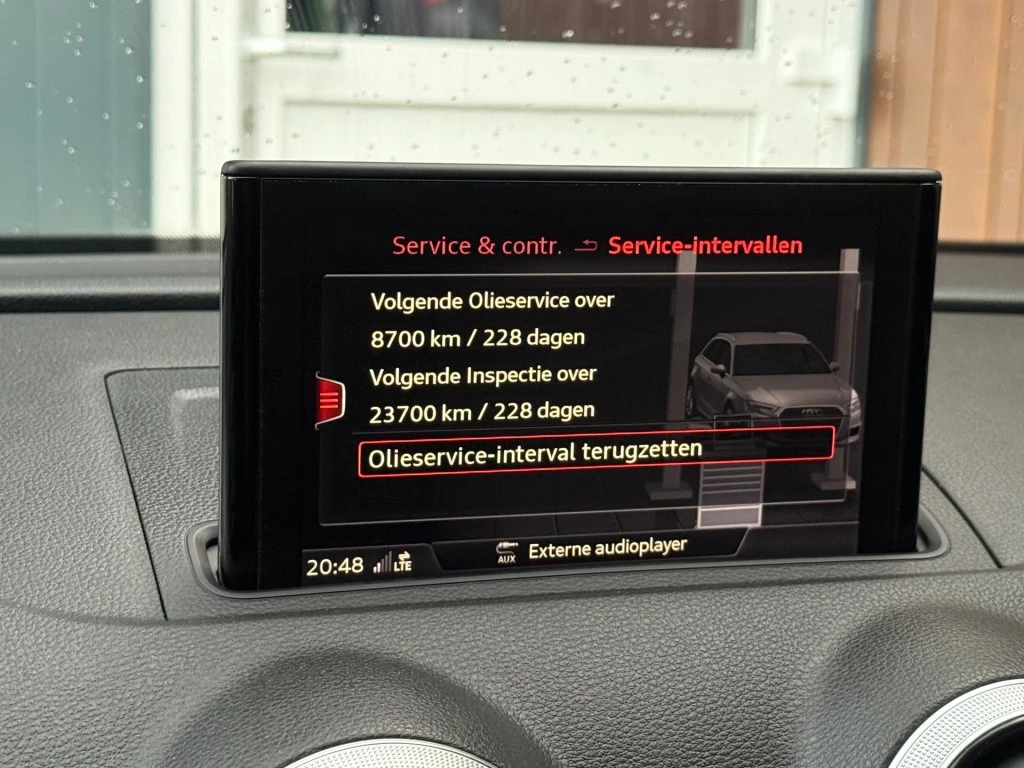 Service & contr. Service-intervallen
Volgende Olieservice over
8700 km / 228 dagen
Volgende Inspectie over
23700 km / 228 dagen
Olieservice-interval terugzetten
20:48 LTE AUX Externe audioplayer